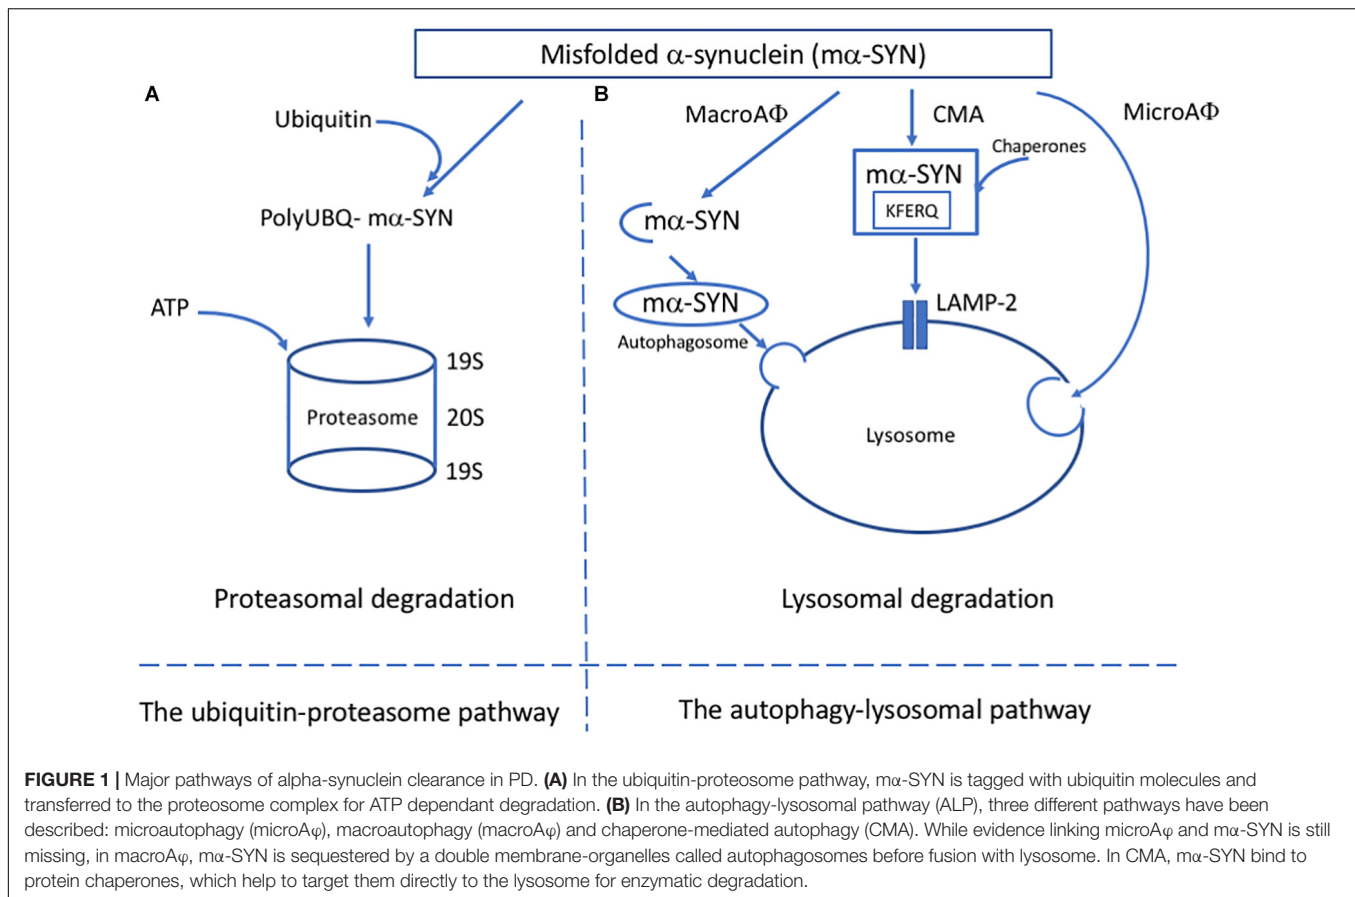 Misfolded α-synuclein (mα-SYN)
A
Ubiquitin
PolyUBQ- mα-SYN
ATP
19S
Proteasome
20S
19S
Proteasomal degradation
The ubiquitin-proteasome pathway
B
MacroAΦ
CMA
MicroAΦ
Chaperones
mα-SYN
KFERQ
mα-SYN
mα-SYN
Autophagosome
LAMP-2
Lysosome
Lysosomal degradation
The autophagy-lysosomal pathway
FIGURE 1 | Major pathways of alpha-synuclein clearance in PD. (A) In the ubiquitin-proteosome pathway, mα-SYN is tagged with ubiquitin molecules and
transferred to the proteosome complex for ATP dependant degradation. (B) In the autophagy-lysosomal pathway (ALP), three different pathways have been
described: microautophagy (microAφ), macroautophagy (macroAφ) and chaperone-mediated autophagy (CMA). While evidence linking microAφ and mα-SYN is still
missing, in macroAφ, mα-SYN is sequestered by a double membrane-organelles called autophagosomes before fusion with lysosome. In CMA, mα-SYN bind to
protein chaperones, which help to target them directly to the lysosome for enzymatic degradation.